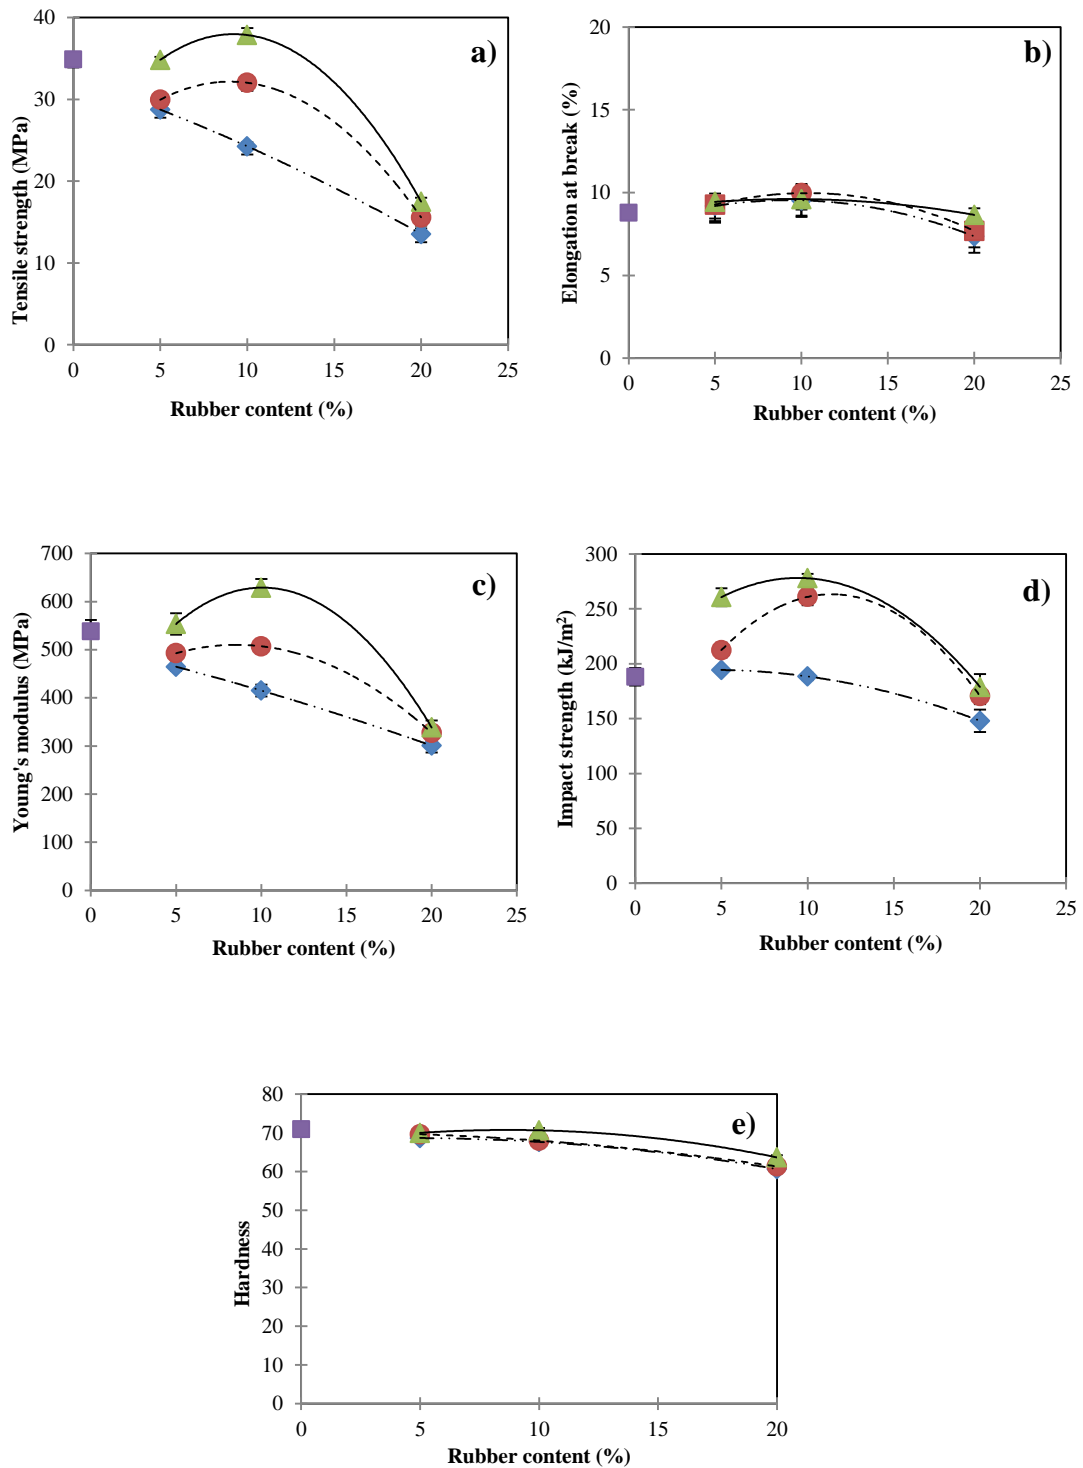 a)
40
30
20
10
0
Tensile strength (MPa)
0 5 10 15 20 25
Rubber content (%)
b)
20
15
10
5
0
Elongation at break (%)
0 5 10 15 20 25
Rubber content (%)
c)
700
600
500
400
300
200
100
0
Young's modulus (MPa)
0 5 10 15 20 25
Rubber content (%)
d)
300
250
200
150
100
50
0
Impact strength (kJ/m²)
0 5 10 15 20 25
Rubber content (%)
e)
80
70
60
50
40
30
20
10
0
Hardness
0 5 10 15 20
Rubber content (%)